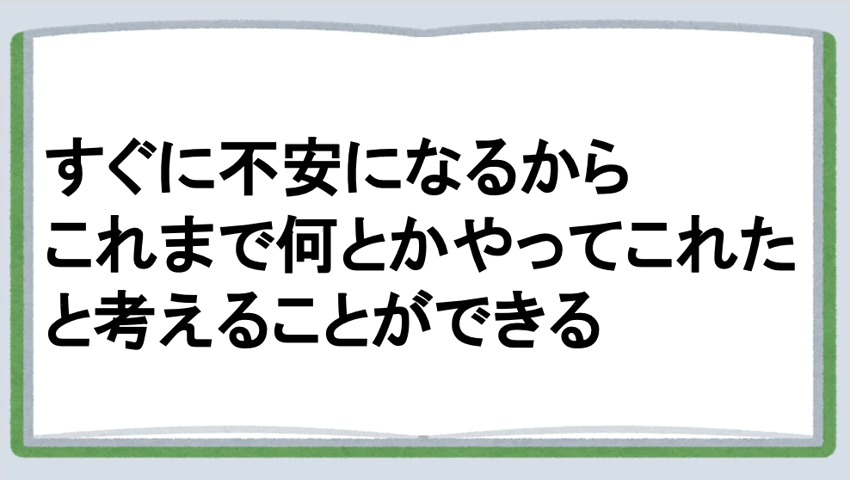 すぐに不安になるから
これまで何とかやってこれた
と考えることができる